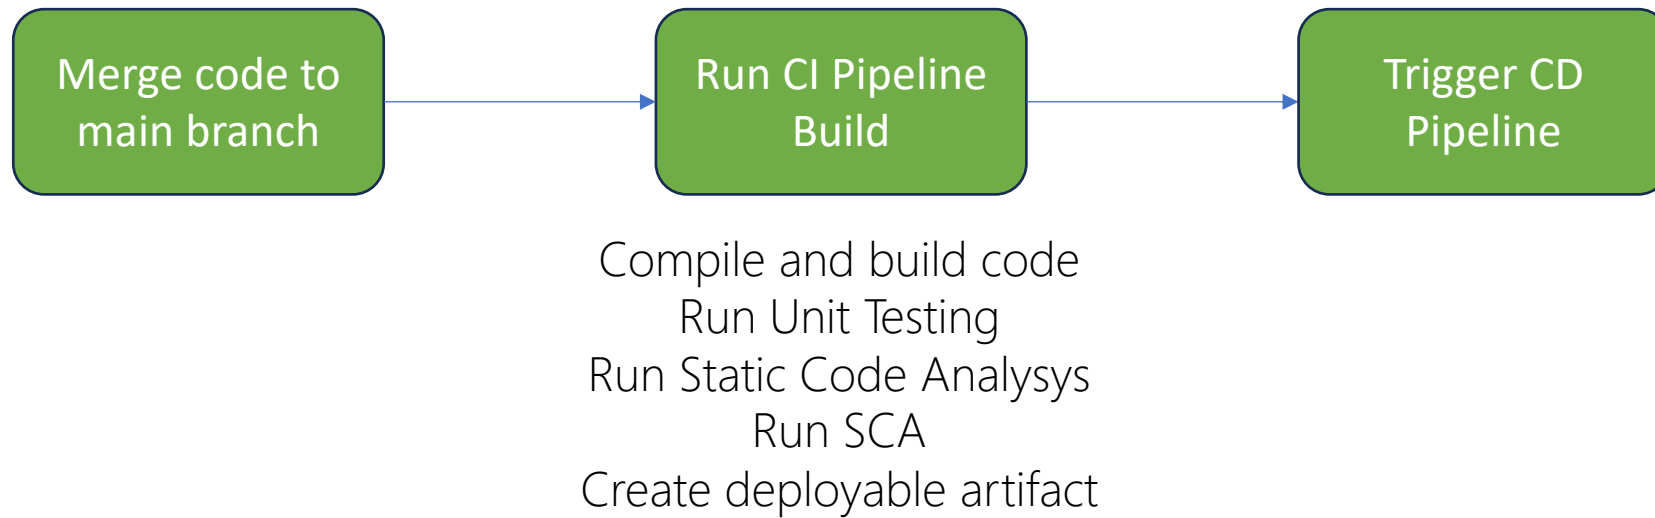 Merge code to
main branch
Run CI Pipeline
Build
Trigger CD
Pipeline
Compile and build code
Run Unit Testing
Run Static Code Analysys
Run SCA
Create deployable artifact